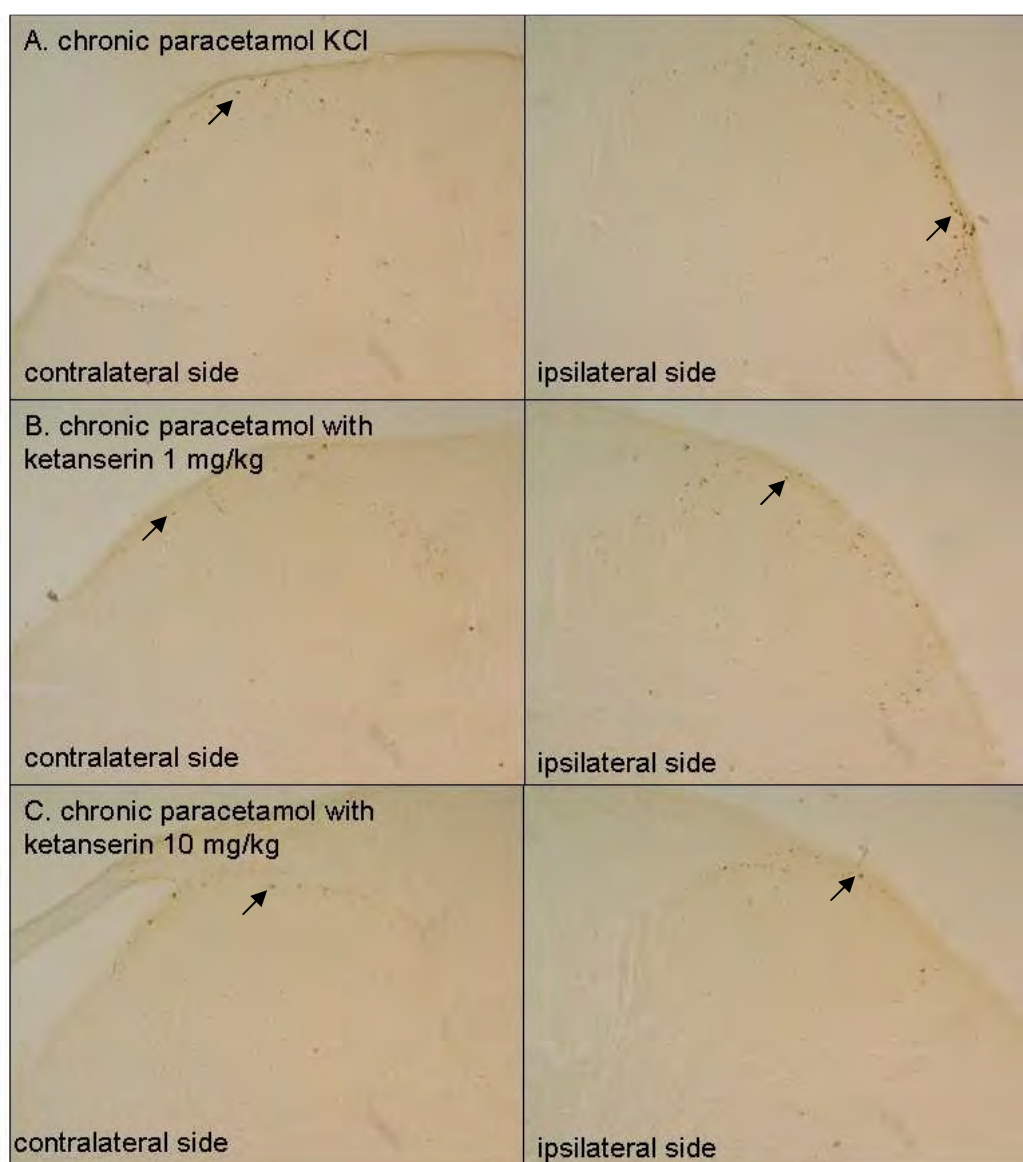 A. chronic paracetamol KCl
contralateral side
ipsilateral side
B. chronic paracetamol with
ketanserin 1 mg/kg
contralateral side
ipsilateral side
C. chronic paracetamol with
ketanserin 10 mg/kg
contralateral side
ipsilateral side